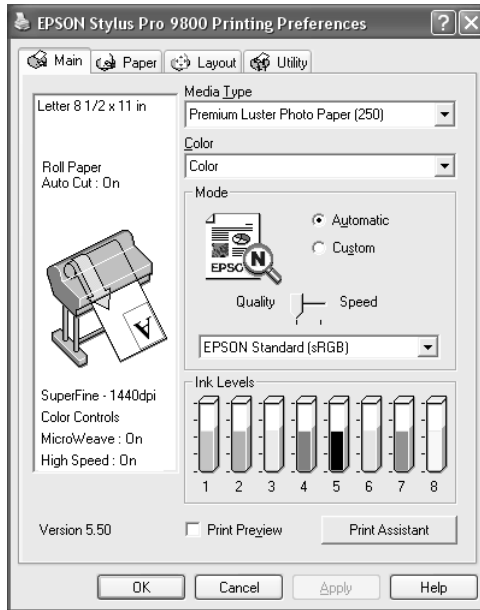 EPSON Stylus Pro 9800 Printing Preferences
Main Paper Layout Utility
Letter 8 1/2 x 11 in
Roll Paper
Auto Cut : On
A
SuperFine - 1440dpi
Color Controls
MicroWeave : On
High Speed : On
Version 5.50
Media Type
Premium Luster Photo Paper (250)
Color
Color
Mode
EPSO
N
Automatic
Custom
Quality Speed
EPSON Standard (sRGB)
Ink Levels
1 2 3 4 5 6 7 8
Print Preview
Print Assistant
OK Cancel Apply Help